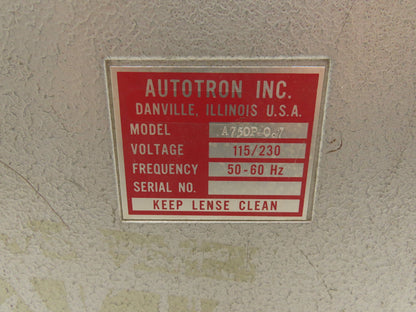 AUTOTRON INC.
DANVILLE, ILLINOIS U.S.A.
MODEL
VOLTAGE 115/230
FREQUENCY 50-60 Hz
SERIAL NO.
KEEP LENSE CLEAN